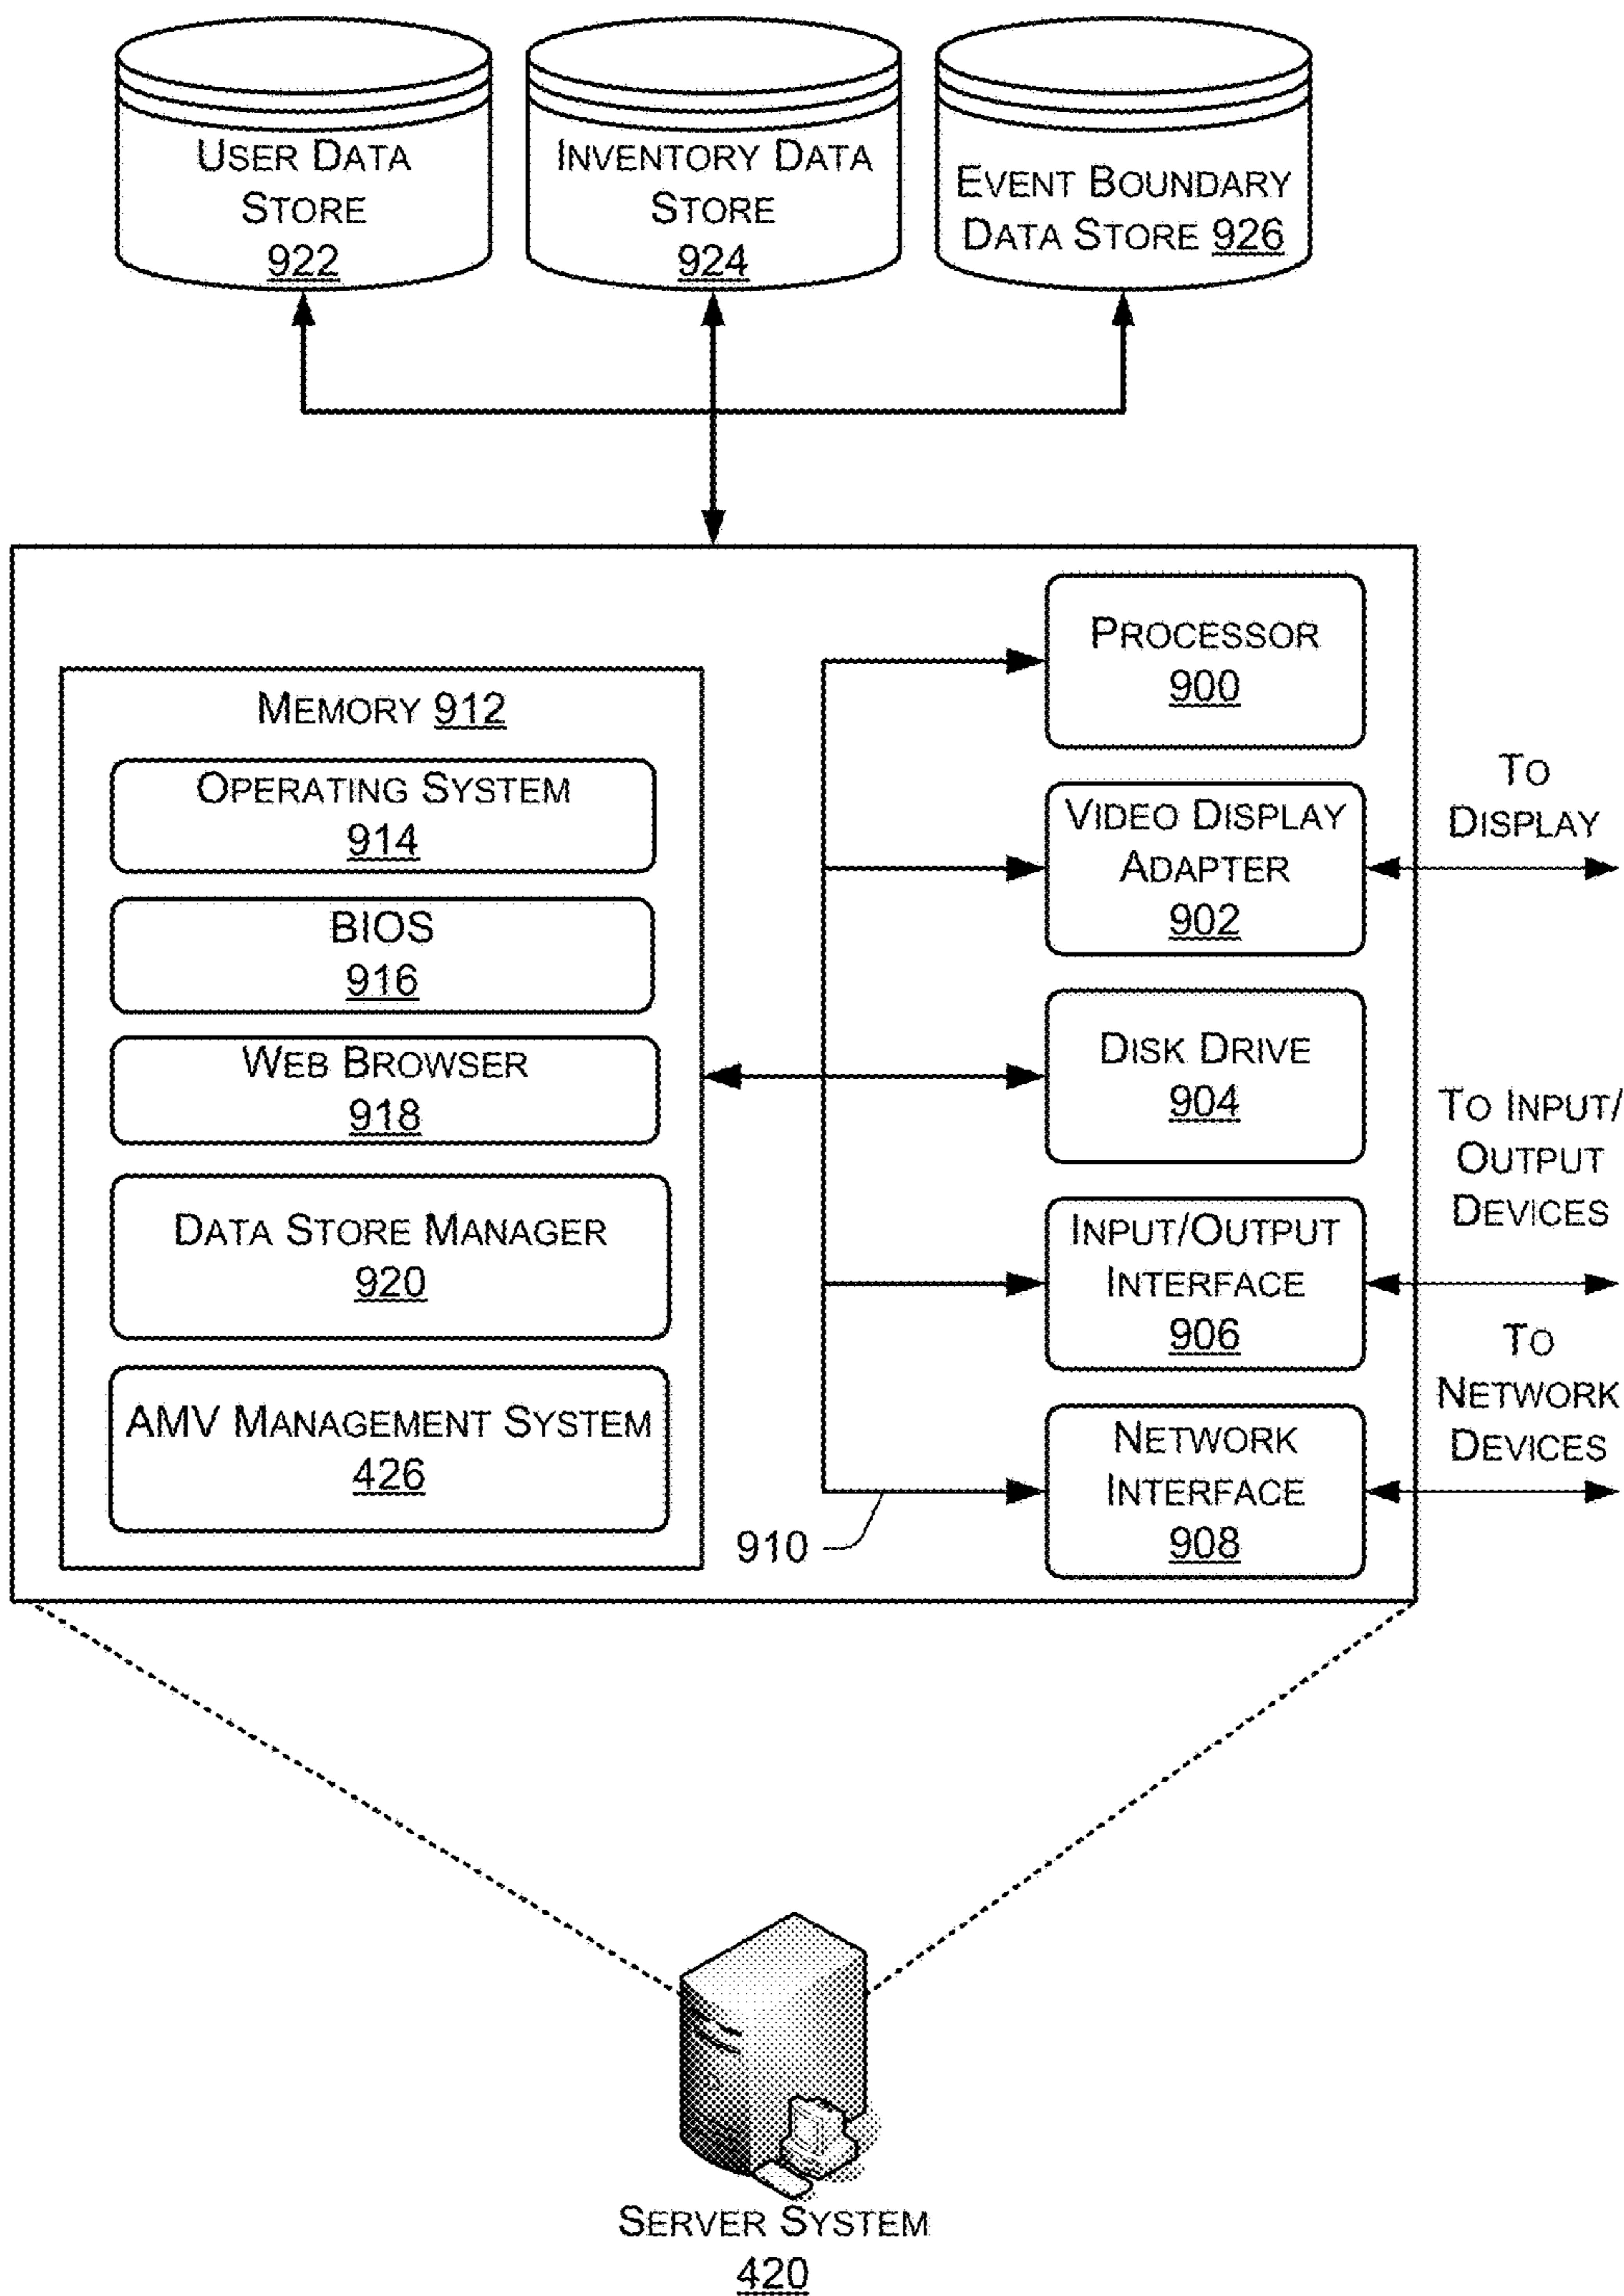 USER DATA
STORE
922
INVENTORY DATA
STORE
924
EVENT BOUNDARY
DATA STORE 926
MEMORY 912
OPERATING SYSTEM
914
BIOS
916
WEB BROWSER
918
DATA STORE MANAGER
920
AMV MANAGEMENT SYSTEM
426
PROCESSOR
900
VIDEO DISPLAY
ADAPTER
902
DISK DRIVE
904
INPUT/OUTPUT
INTERFACE
906
NETWORK
INTERFACE
908
910
TO
DISPLAY
TO INPUT/
OUTPUT
DEVICES
TO
NETWORK
DEVICES
SERVER SYSTEM
420